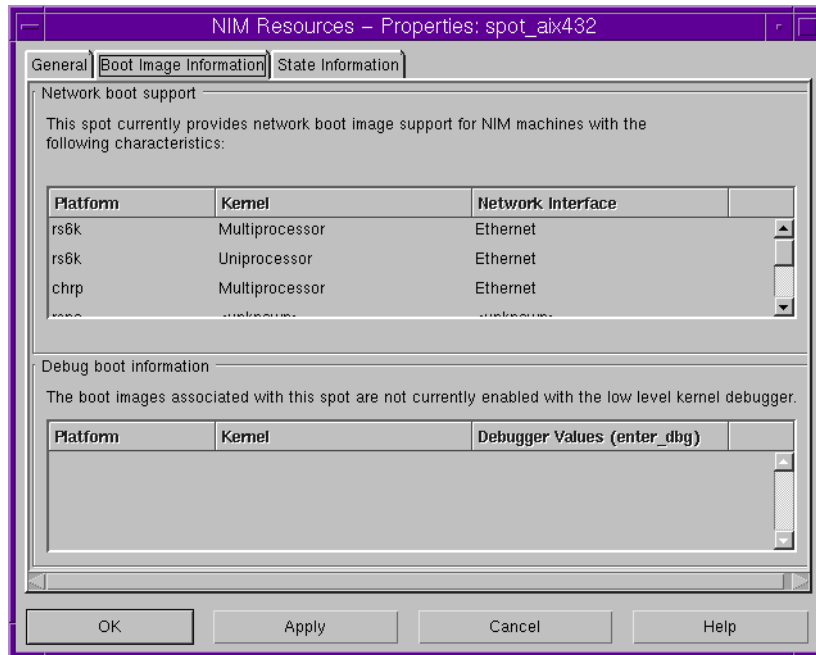 NIM Resources – Properties: spot_aix432
General Boot Image Information State Information
Network boot support
This spot currently provides network boot image support for NIM machines with the
following characteristics:
Platform Kernel Network Interface
rs6k Multiprocessor Ethernet
rs6k Uniprocessor Ethernet
chrp Multiprocessor Ethernet
Debug boot information
The boot images associated with this spot are not currently enabled with the low level kernel debugger.
Platform Kernel Debugger Values (enter_dbg)
OK Apply Cancel Help